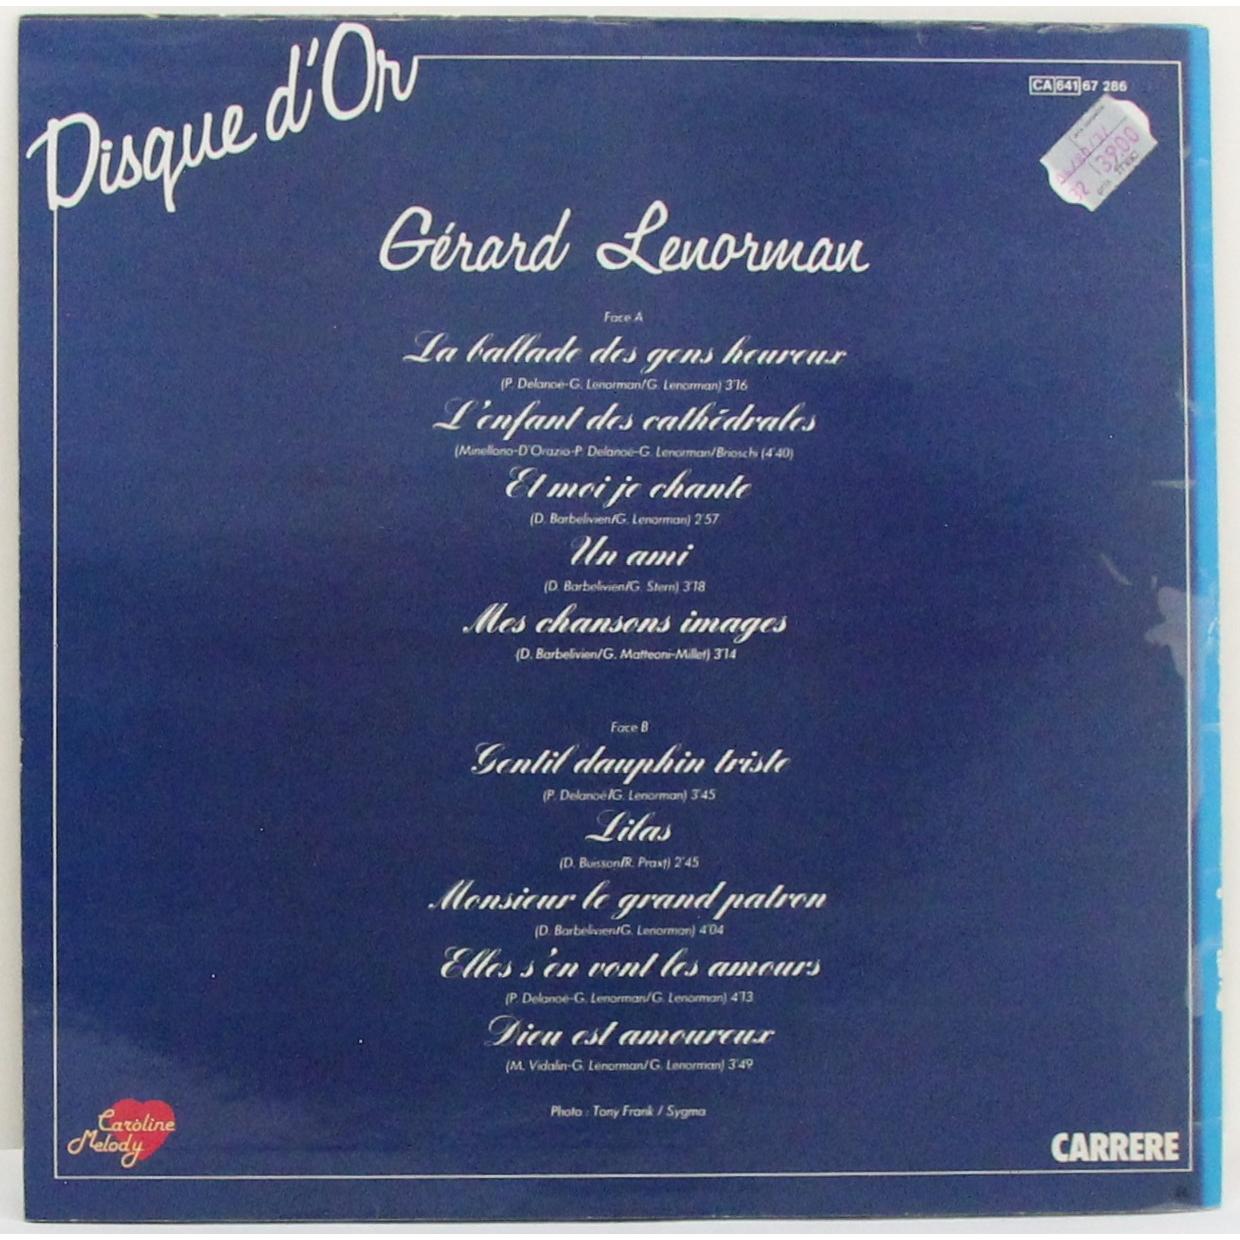 Disque d'Or
CA 641 67 286
39.00
Gérard Lenorman
Face A
La ballade des gens heureux
(P. Delanoë-G. Lenorman/G. Lenorman) 3'16
L'enfant des cathédrales
(Minellono-D'Orazio-P. Delanoë-G. Lenorman/Brioschi (4'40)
Et moi je chante
(D. Barbelivien/G. Lenorman) 2'57
Un ami
(D. Barbelivien/G. Stern) 3'18
Mes chansons images
(D. Barbelivien/G. Matteoni-Millet) 3'14
Face B
Gentil dauphin triste
(P. Delanoë/G. Lenorman) 3'45
Lilas
(D. Buisson/R. Praxt) 2'45
Monsieur le grand patron
(D. Barbelivien/G. Lenorman) 4'04
Elles s'en vont les amours
(P. Delanoë-G. Lenorman/G. Lenorman) 4'13
Dieu est amoureux
(M. Vidalin-G. Lenorman/G. Lenorman) 3'49
Photo : Tony Frank / Sygma
Caroline
Melody
CARRERE